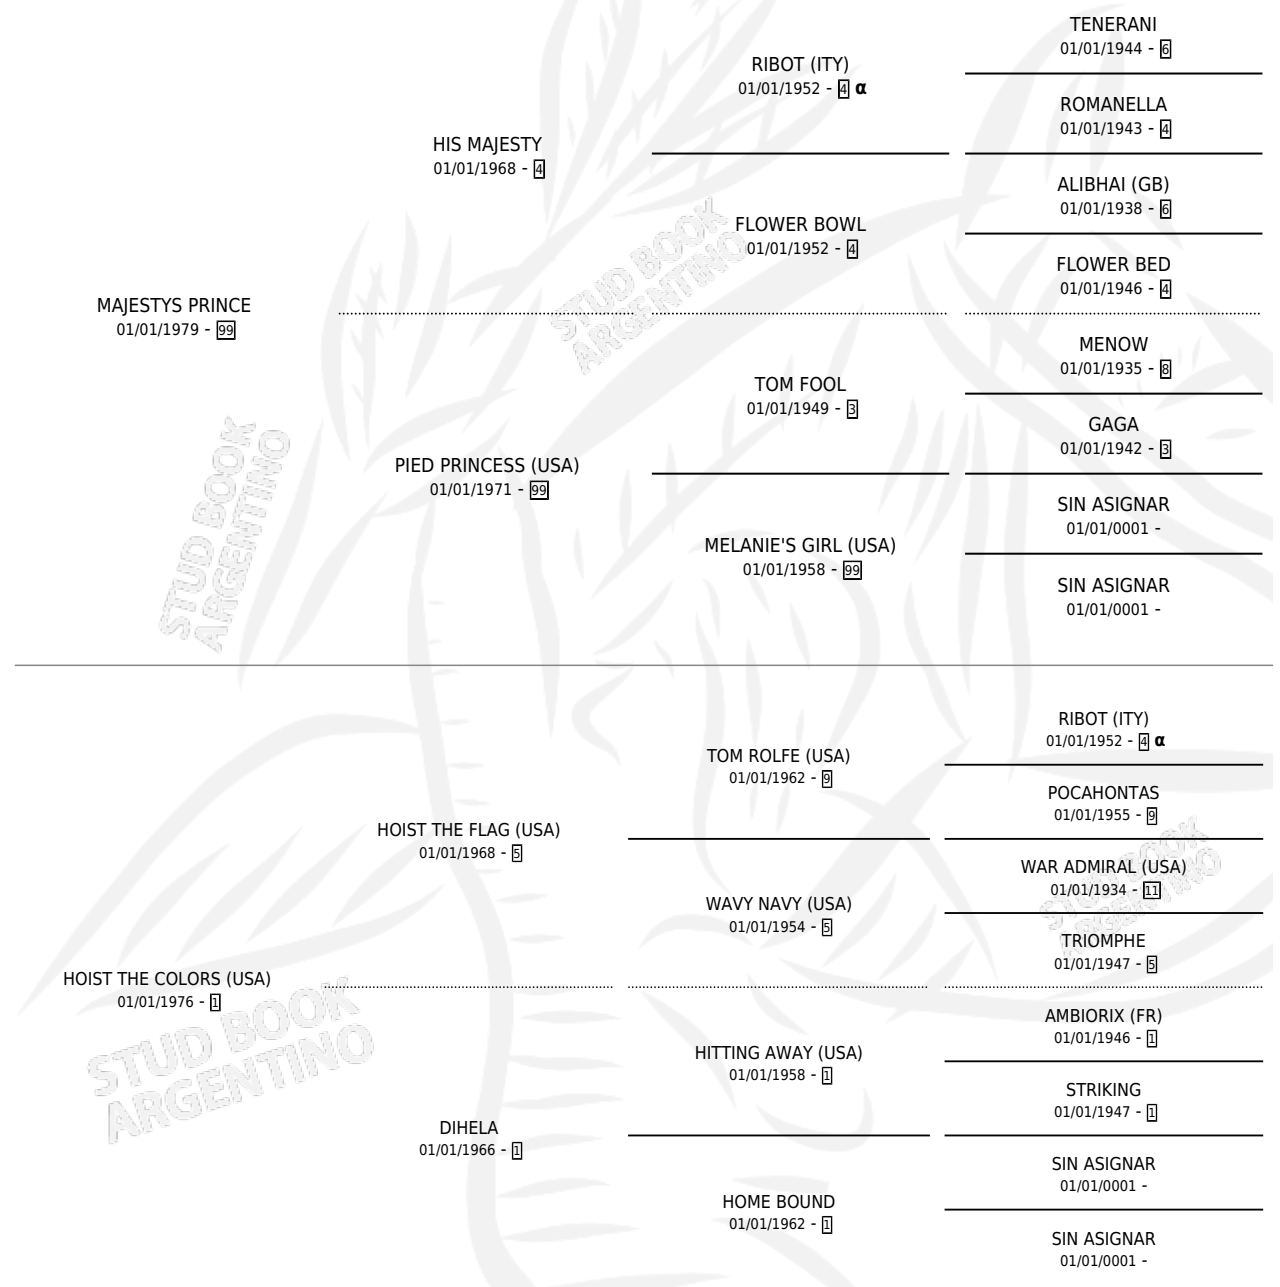 TENERANI
01/01/1944 - 6
RIBOT (ITY)
01/01/1952 - 4 α
ROMANELLA
01/01/1943 - 4
HIS MAJESTY
01/01/1968 - 4
ALIBHAI (GB)
01/01/1938 - 6
FLOWER BOWL
01/01/1952 - 4
FLOWER BED
01/01/1946 - 4
MAJESTYS PRINCE
01/01/1979 - 99
MENOW
01/01/1935 - 8
TOM FOOL
01/01/1949 - 3
GAGA
01/01/1942 - 3
PIED PRINCESS (USA)
01/01/1971 - 99
SIN ASIGNAR
01/01/0001 -
MELANIE'S GIRL (USA)
01/01/1958 - 99
SIN ASIGNAR
01/01/0001 -
STUD BOOK
ARGENTINO
STUD BOOK
ARGENTINO
RIBOT (ITY)
01/01/1952 - 4 α
TOM ROLFE (USA)
01/01/1962 - 9
POCAHONTAS
01/01/1955 - 9
HOIST THE FLAG (USA)
01/01/1968 - 5
WAR ADMIRAL (USA)
01/01/1934 - 11
WAVY NAVY (USA)
01/01/1954 - 5
TRIOMPHE
01/01/1947 - 5
HOIST THE COLORS (USA)
01/01/1976 - 1
AMBIORIX (FR)
01/01/1946 - 1
HITTING AWAY (USA)
01/01/1958 - 1
STRIKING
01/01/1947 - 1
DIHELA
01/01/1966 - 1
SIN ASIGNAR
01/01/0001 -
HOME BOUND
01/01/1962 - 1
SIN ASIGNAR
01/01/0001 -
STUD BOOK
ARGENTINO
STUD BOOK
ARGENTINO